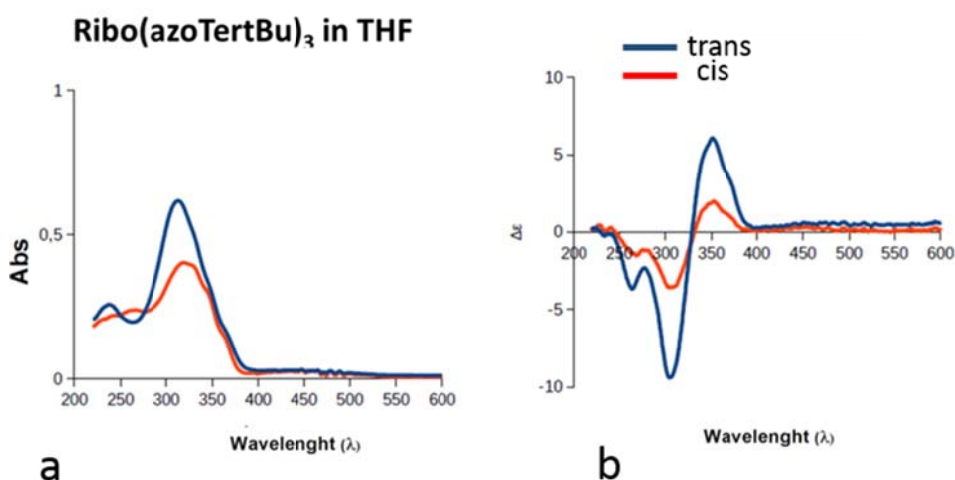 Ribo(azoTertBu)₃ in THF
1
0,5
0
Abs
200 250 300 350 400 450 500 550 600
Wavelenght (λ)
a
trans
cis
10
5
0
-5
-10
Δε
200 250 300 350 400 450 500 550 600
Wavelenght (λ)
b